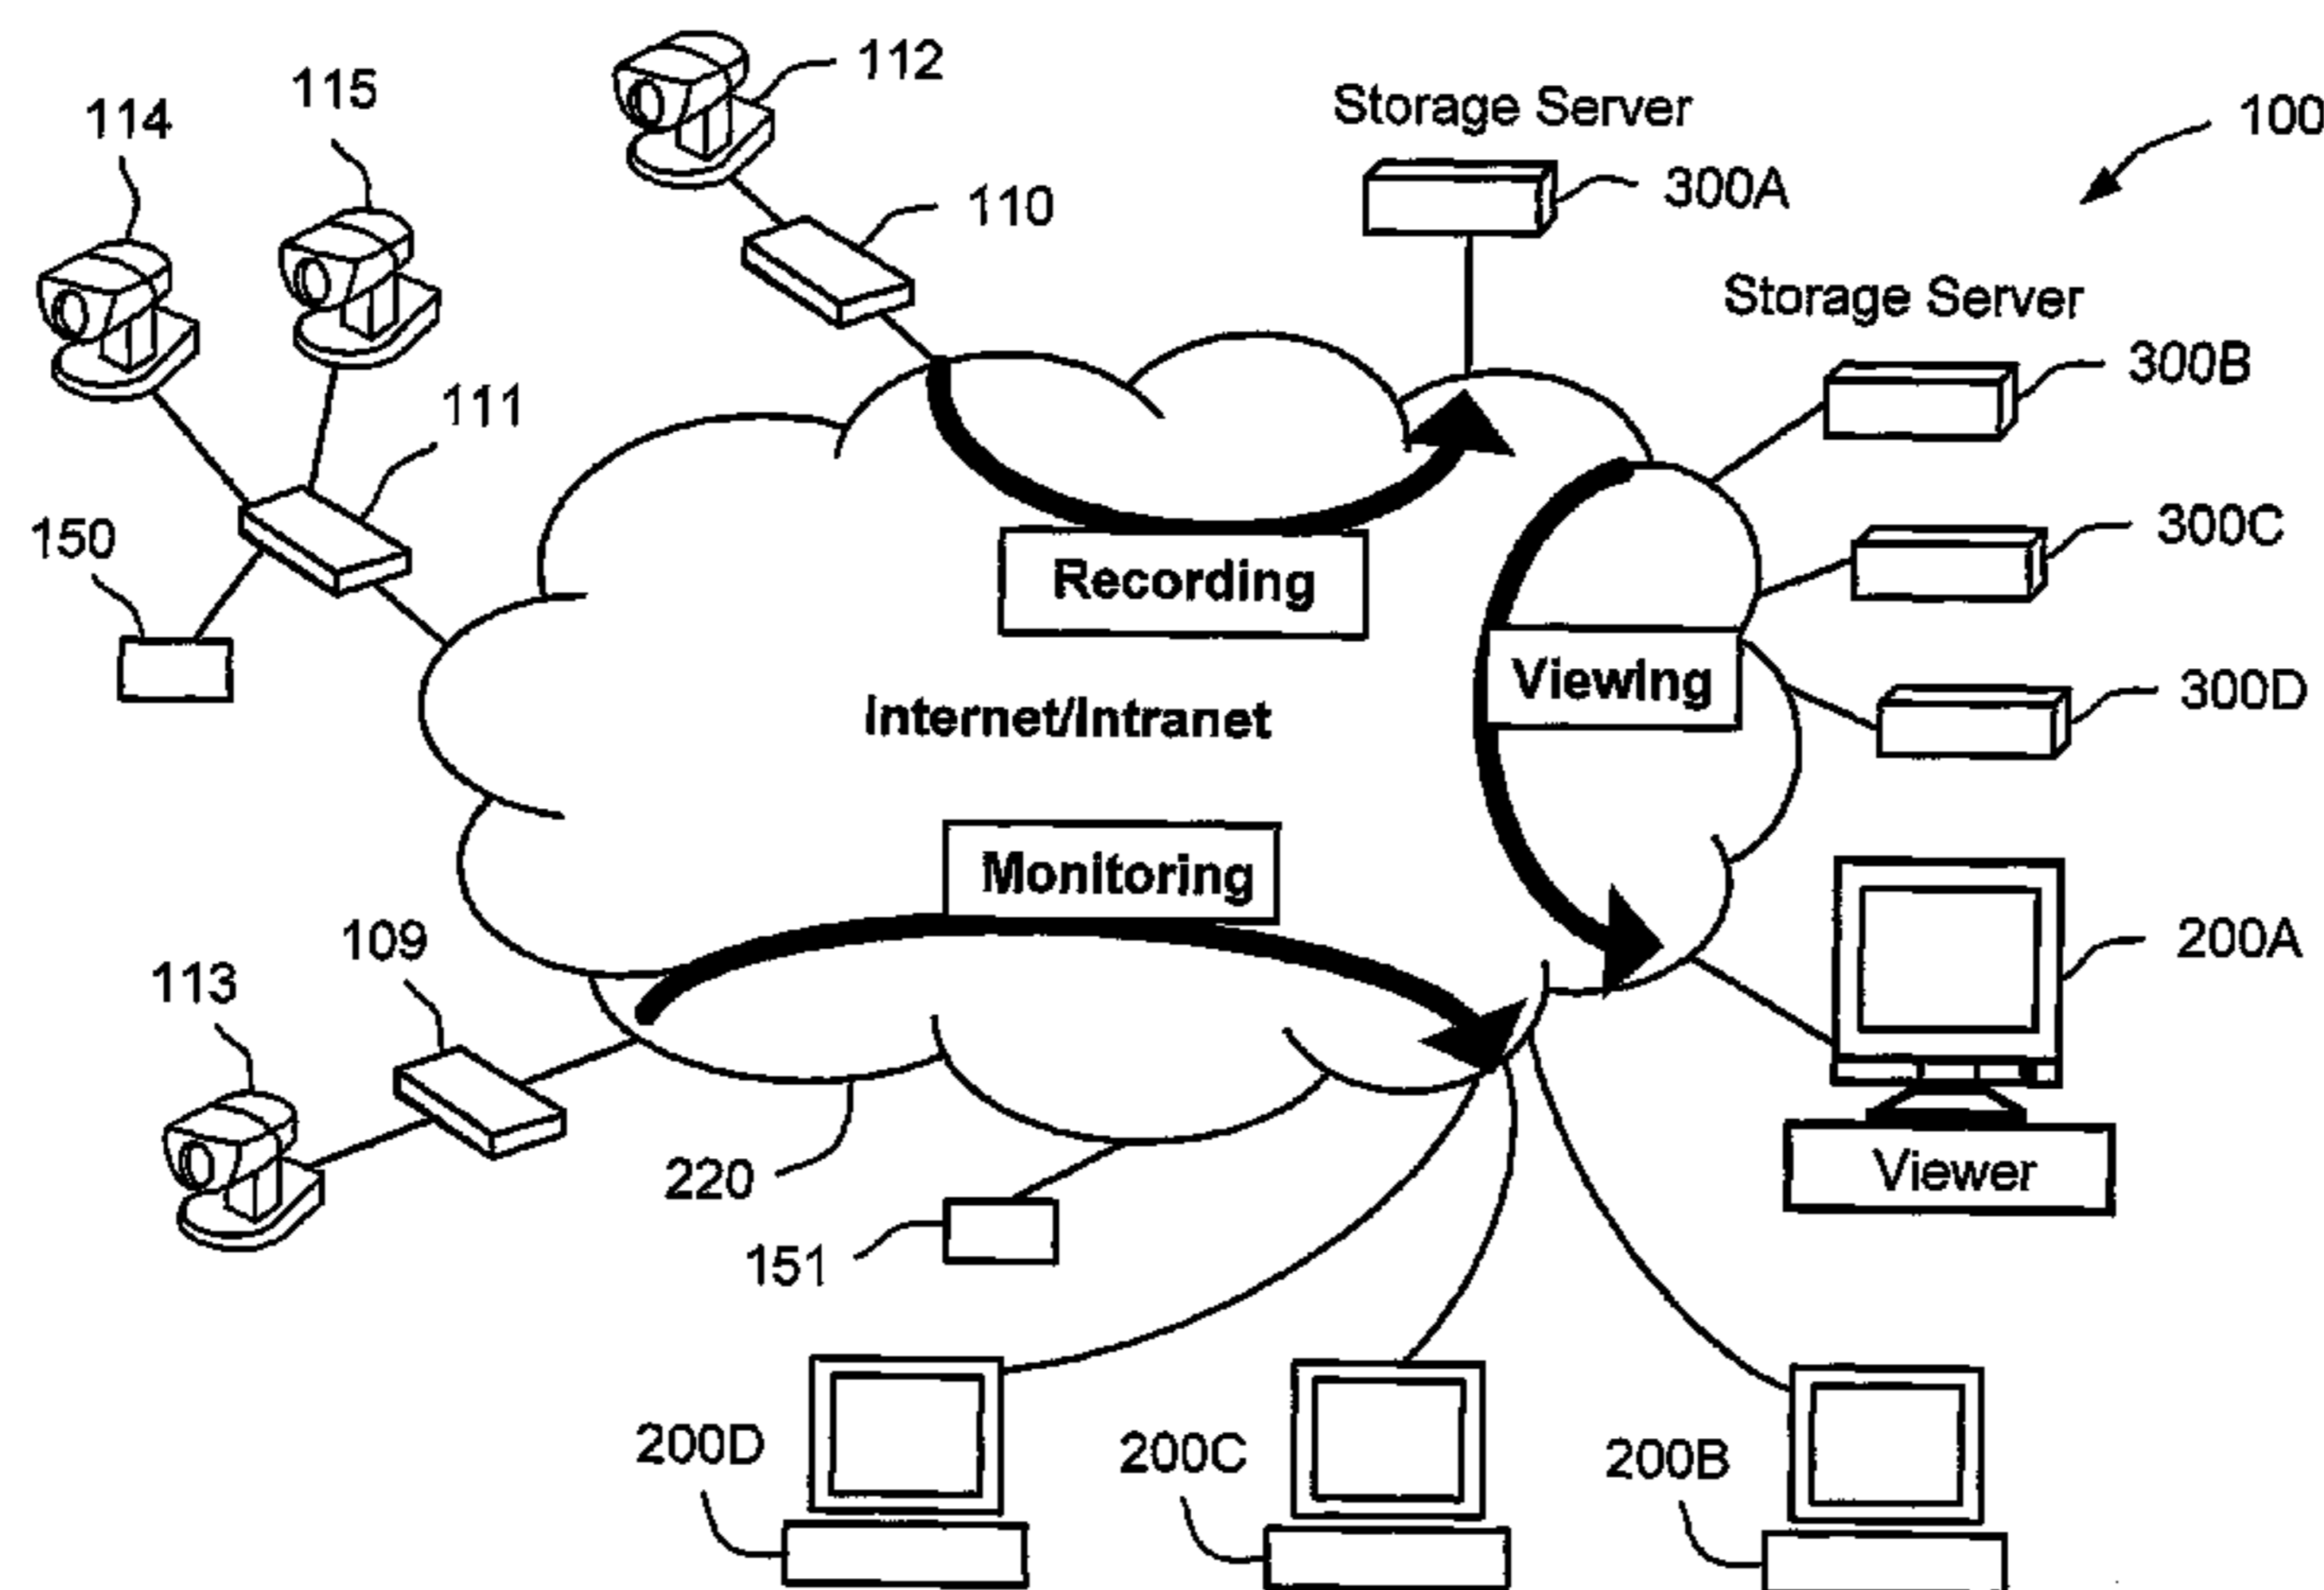 112
115
Storage Server
100
114
300A
110
Storage Server
300B
111
300C
150
Recording
Viewing
300D
Internet/Intranet
Monitoring
109
200A
113
Viewer
220
151
200D
200C
200B